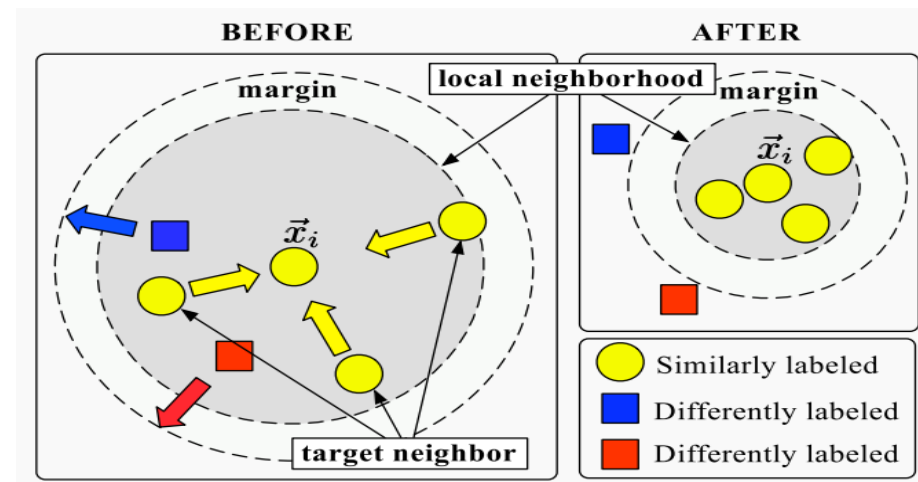 BEFORE
AFTER
local neighborhood
margin
margin
x⃗ᵢ
x⃗ᵢ
target neighbor
Similarly labeled
Differently labeled
Differently labeled